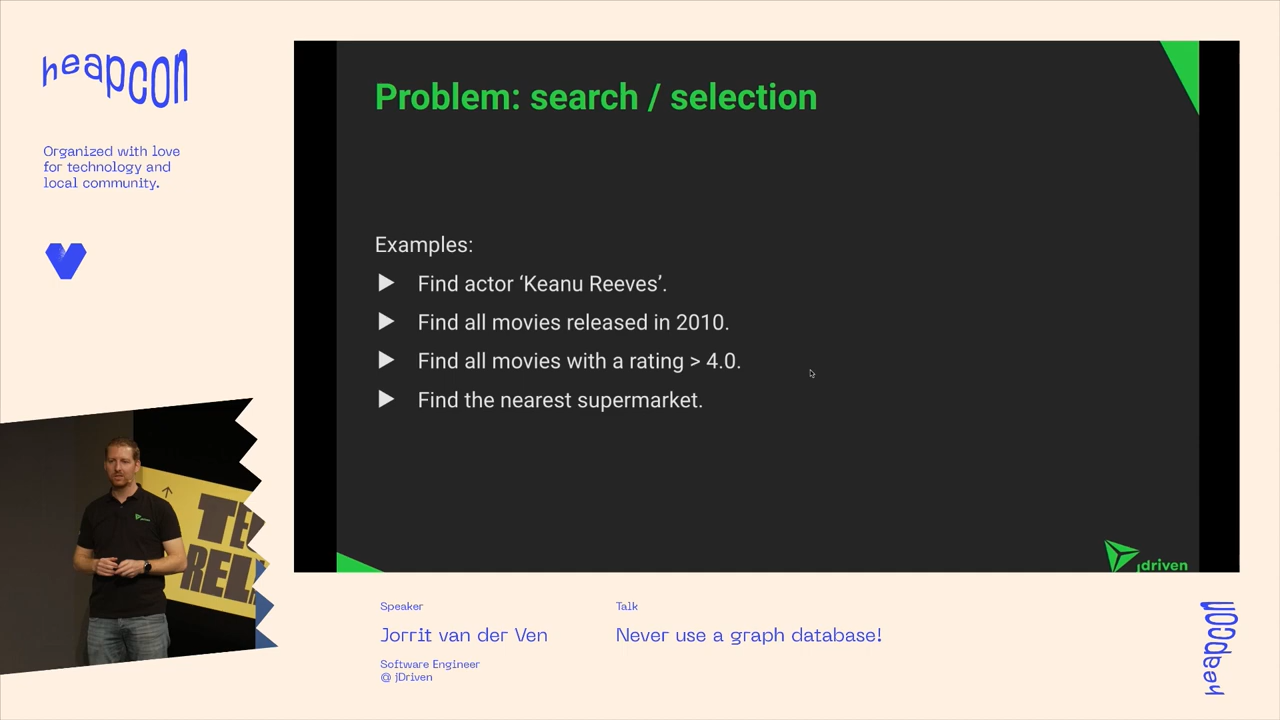 heapcon
Organized with love
for technology and
local community.
Problem: search / selection
Examples:
▶ Find actor ‘Keanu Reeves’.
▶ Find all movies released in 2010.
▶ Find all movies with a rating > 4.0.
▶ Find the nearest supermarket.
jdriven
Speaker
Jorrit van der Ven
Software Engineer
@ jDriven
Talk
Never use a graph database!
heapcon